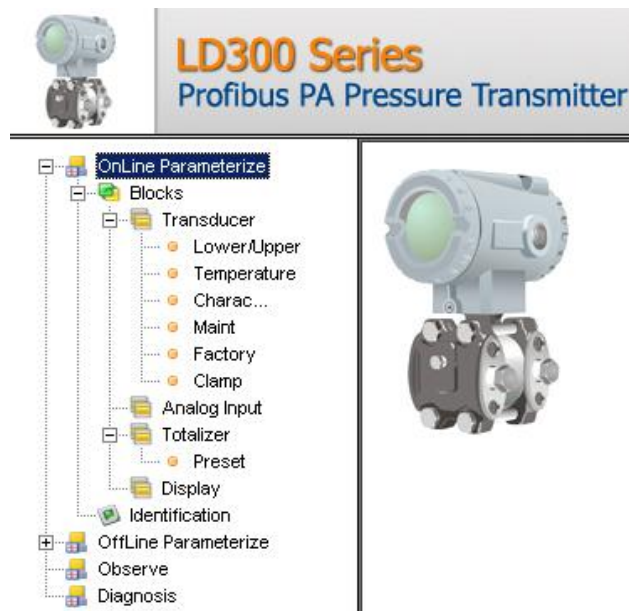 LD300 Series
Profibus PA Pressure Transmitter
OnLine Parameterize
Blocks
Transducer
Lower/Upper
Temperature
Charac...
Maint
Factory
Clamp
Analog Input
Totalizer
Preset
Display
Identification
OffLine Parameterize
Observe
Diagnosis